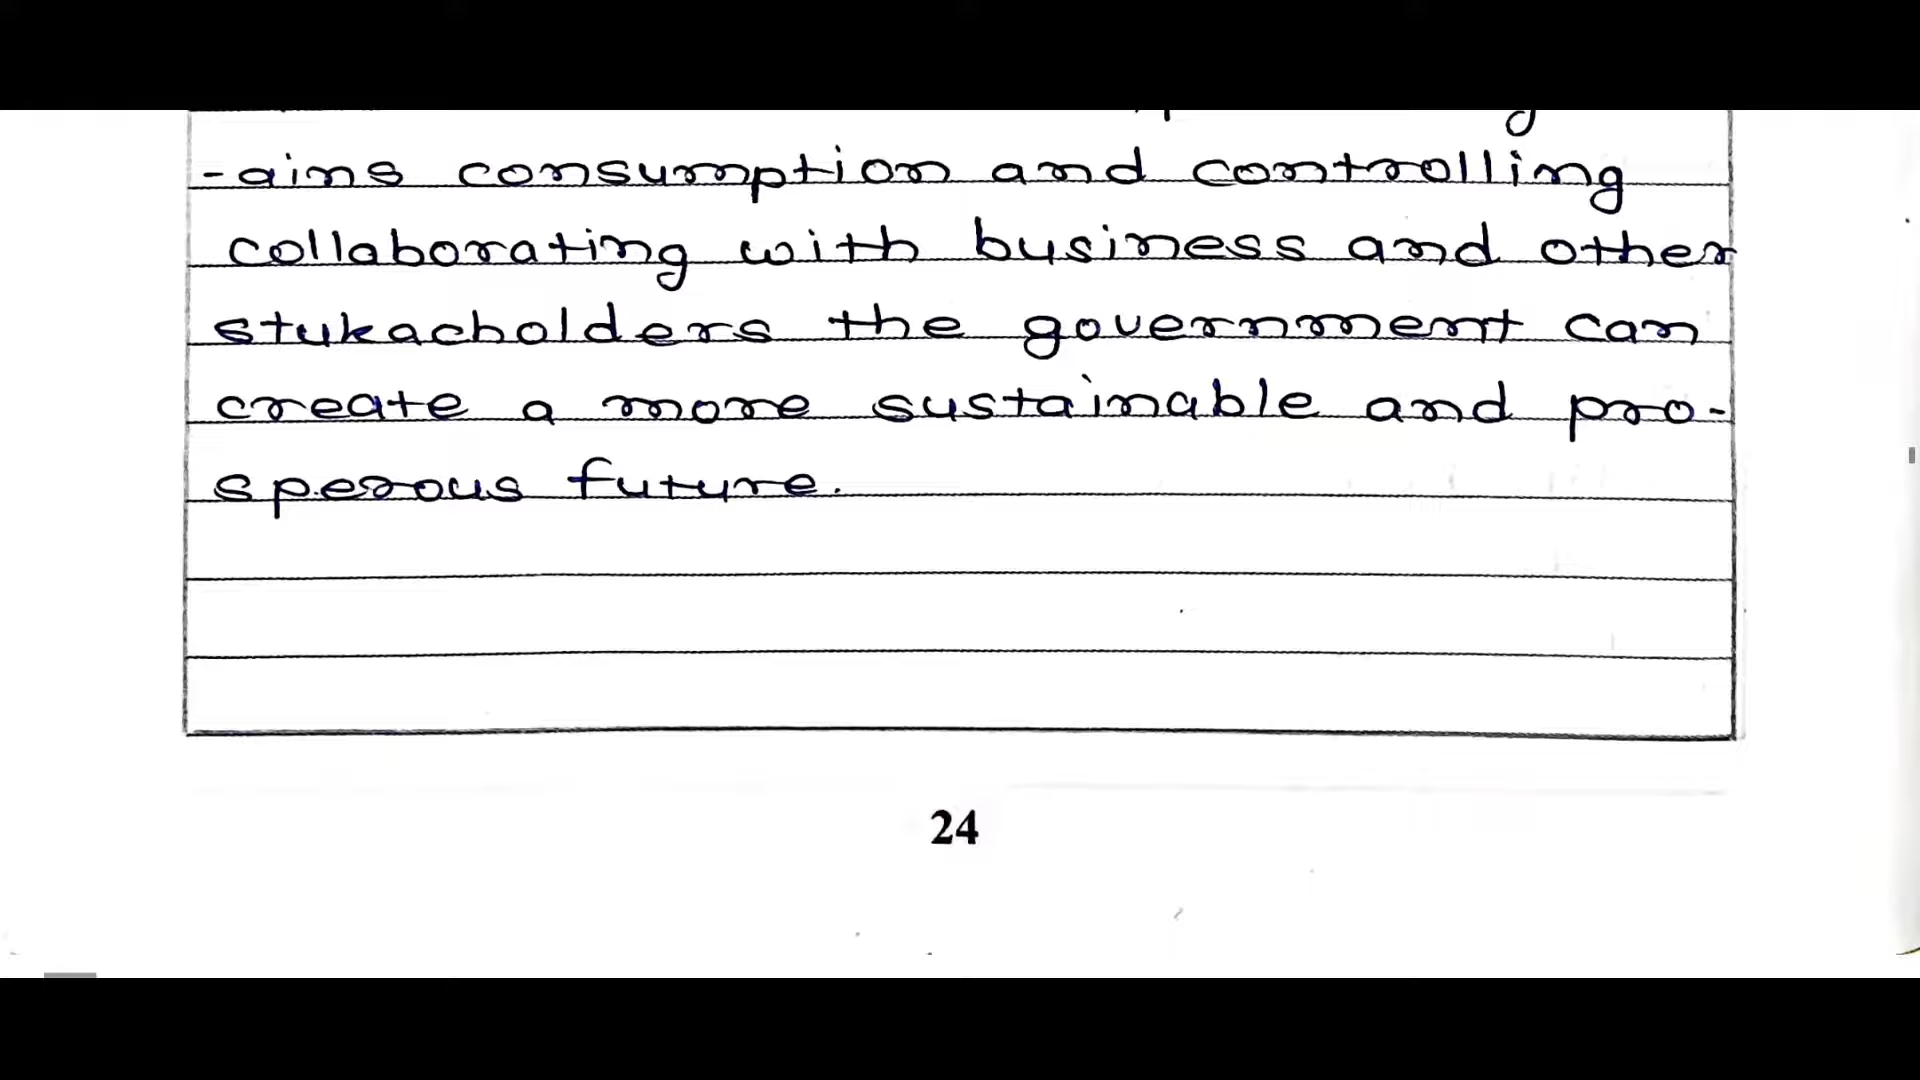 -ains consumption and controlling
collaborating with business and other
stukacholders the government can
create a more sustainable and pro-
sperous future.
24